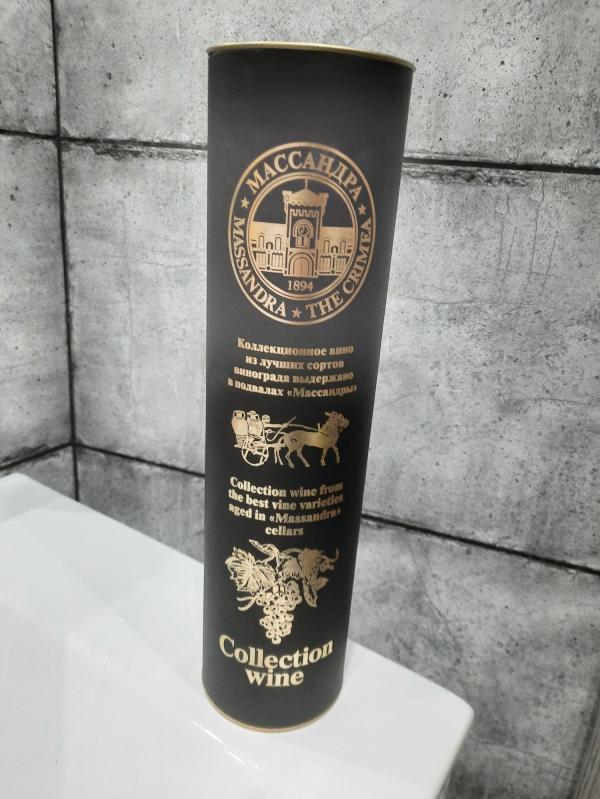 ★ МАССАНДРА ★
MASSANDRA ★ THE CRIMEA
1894
Коллекционное вино
из лучших сортов
винограда выдержано
в подвалах «Массандры»
Collection wine from
the best vine varieties
aged in «Massandra»
cellars
Collection
wine